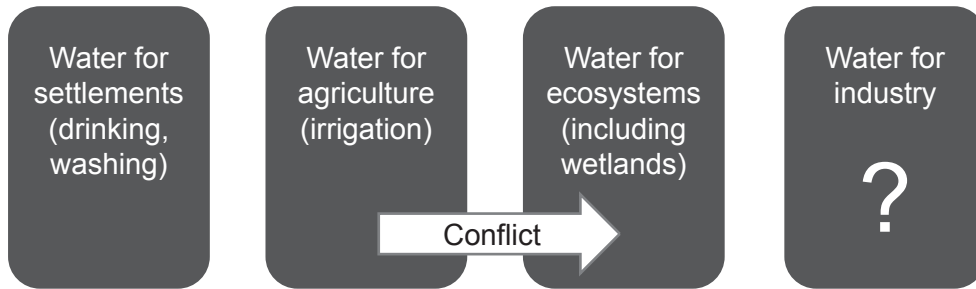 Water for
settlements
(drinking,
washing)
Water for
agriculture
(irrigation)
Water for
ecosystems
(including
wetlands)
Water for
industry
?
Conflict